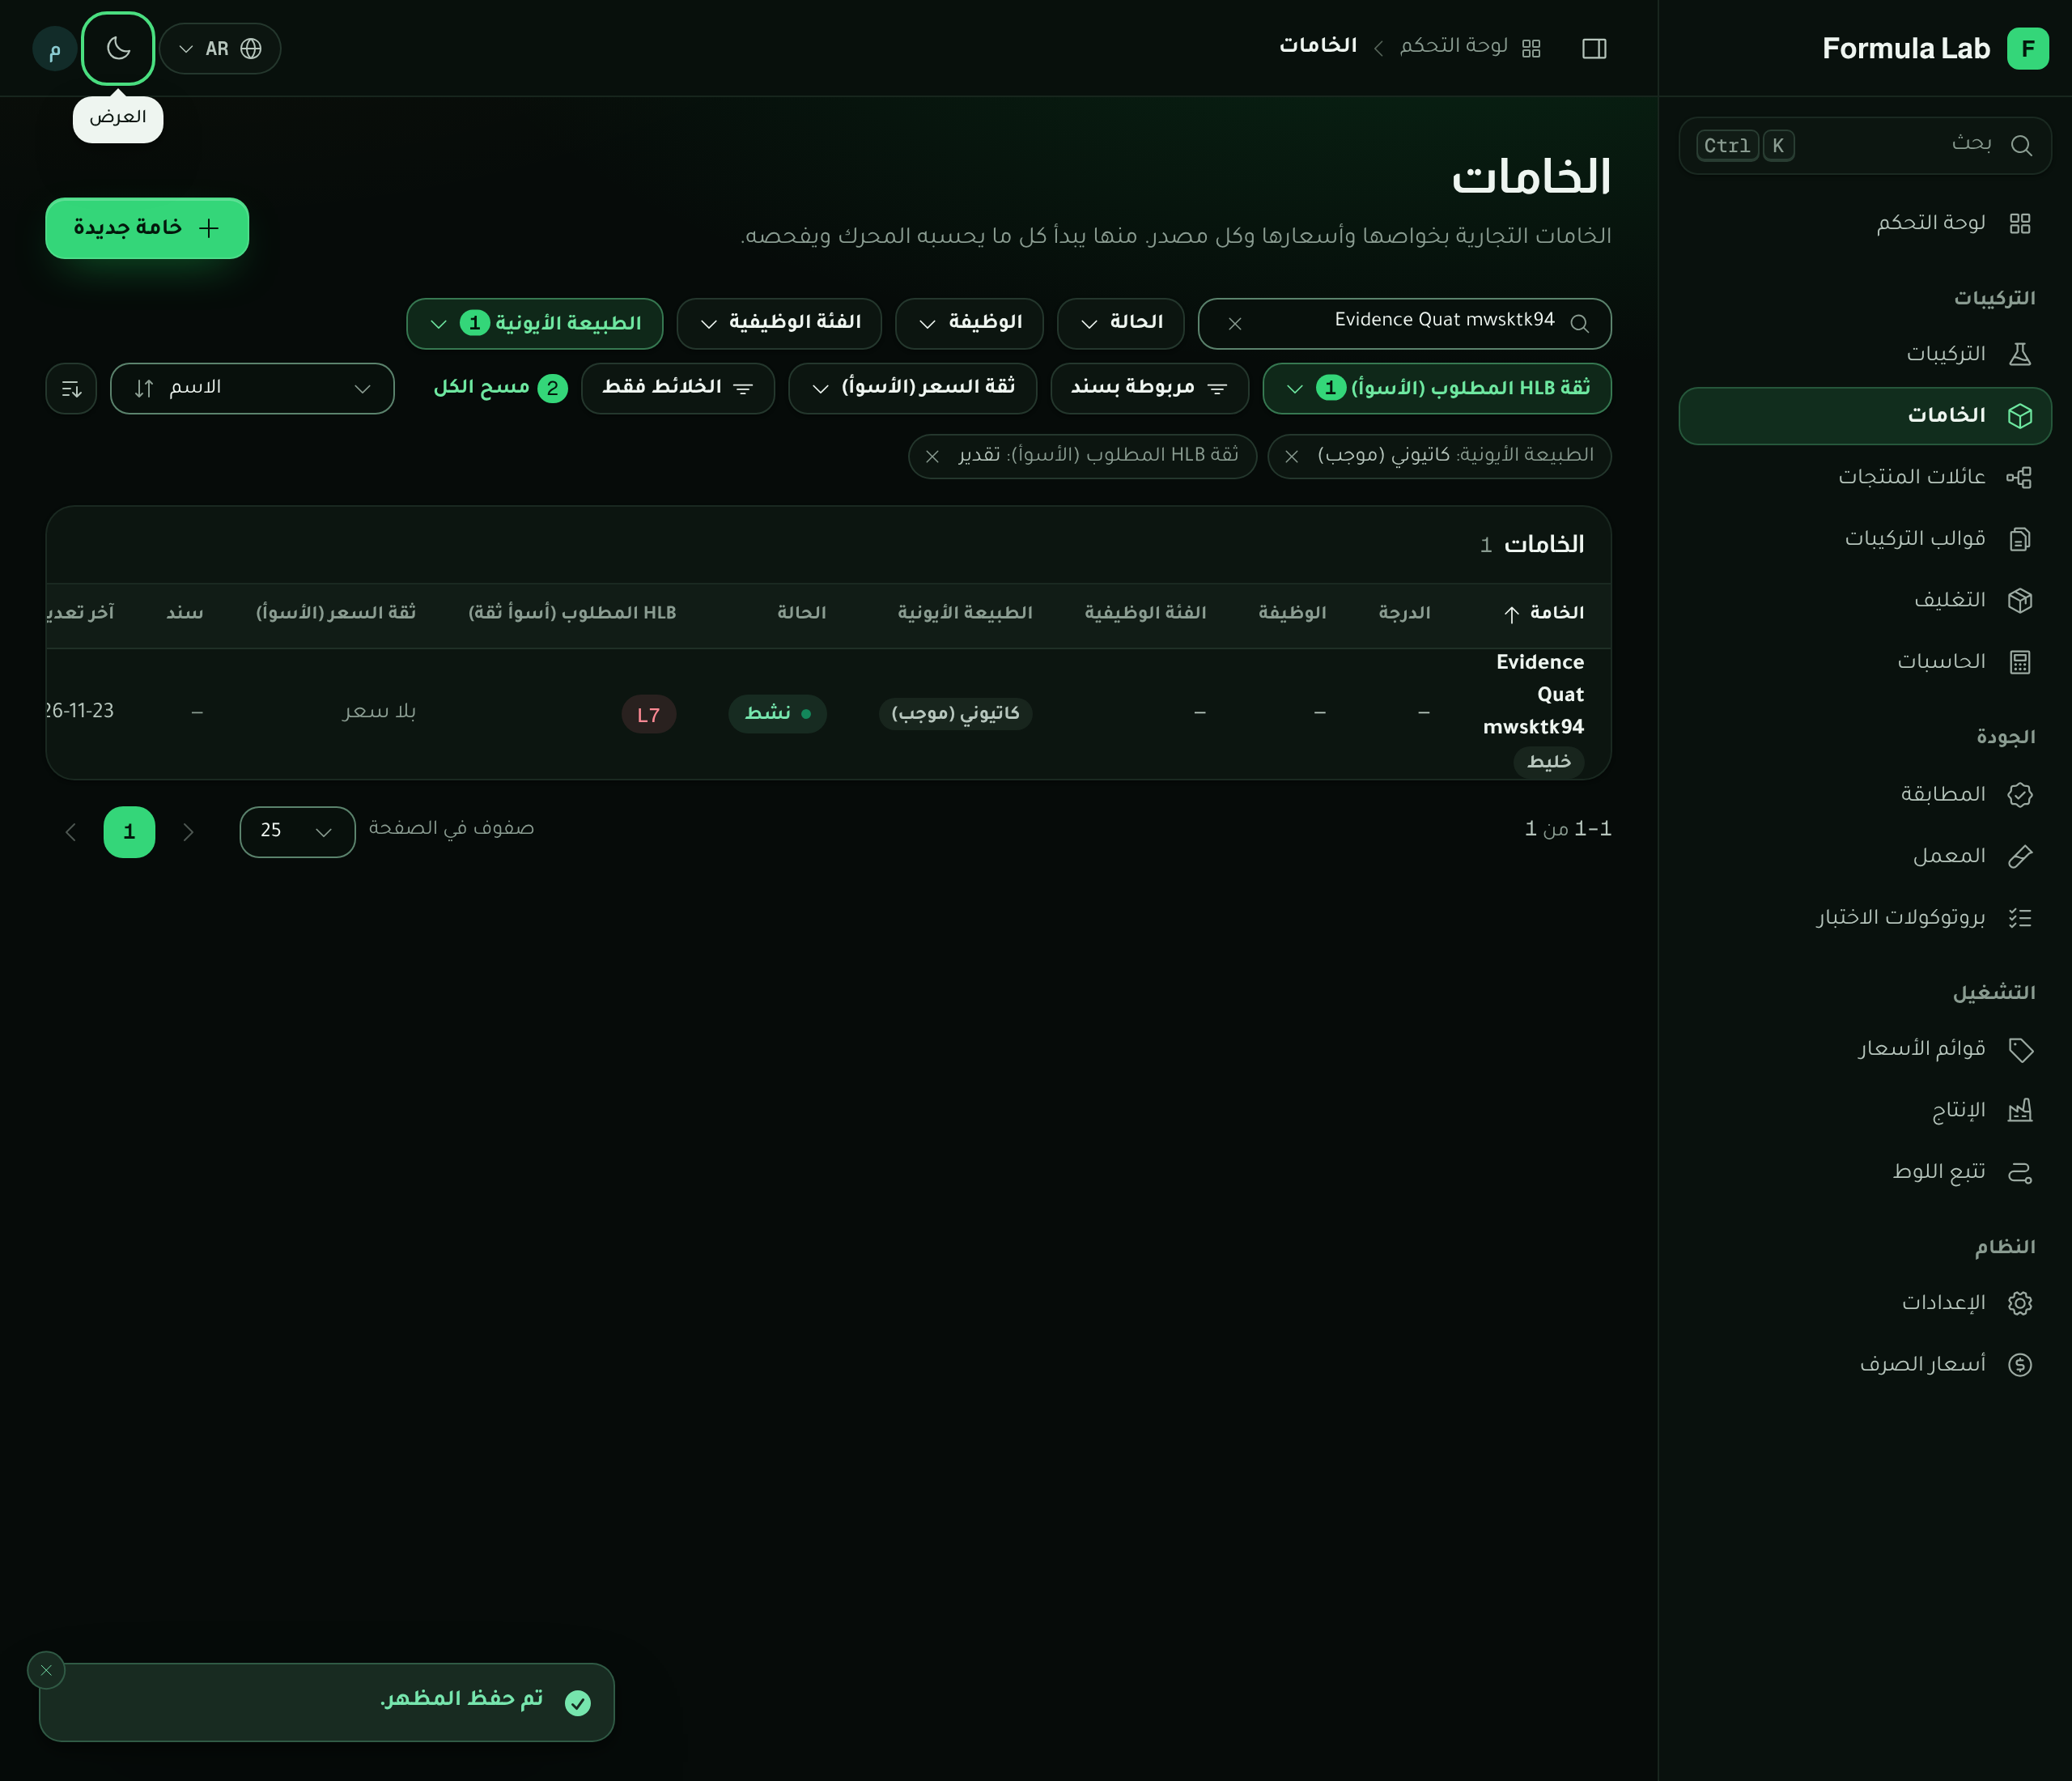 F Formula Lab
لوحة التحكم
الخامات
AR
م
العرض
بحث
Ctrl K
لوحة التحكم
التركيبات
التركيبات
الخامات
عائلات المنتجات
قوالب التركيبات
التغليف
الحاسبات
الجودة
المطابقة
المعمل
بروتوكولات الاختبار
التشغيل
قوائم الأسعار
الإنتاج
تتبع اللوط
النظام
الإعدادات
أسعار الصرف
الخامات
الخامات التجارية بخواصها وأسعارها وكل مصدر. منها يبدأ كل ما يحسبه المحرك ويفحصه.
خامة جديدة
Evidence Quat mwsktk94
الحالة
الوظيفة
الفئة الوظيفية
الطبيعة الأيونية 1
ثقة HLB المطلوب (الأسوأ) 1
مربوطة بسند
ثقة السعر (الأسوأ)
الخلائط فقط
2 مسح الكل
الاسم
الطبيعة الأيونية: كاتيوني (موجب)
ثقة HLB المطلوب (الأسوأ): تقدير
الخامات 1
الخامة
الدرجة
الوظيفة
الفئة الوظيفية
الطبيعة الأيونية
الحالة
HLB المطلوب (أسوأ ثقة)
ثقة السعر (الأسوأ)
سند
آخر تعدي
Evidence
Quat
mwsktk94
خليط
–
–
–
كاتيوني (موجب)
نشط
L7
بلا سعر
–
26-11-23
1–1 من 1
صفوف في الصفحة
25
1
تم حفظ المظهر.